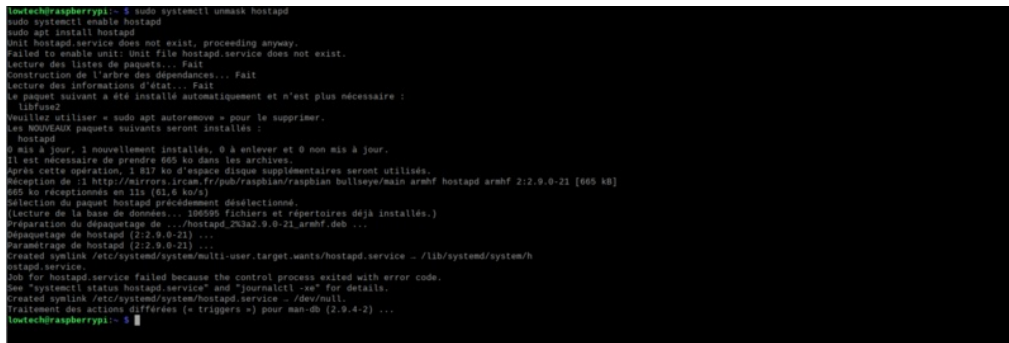 lowtech@raspberrypi:~ $ sudo systemctl unmask hostapd
sudo systemctl enable hostapd
sudo apt install hostapd
Unit hostapd.service does not exist, proceeding anyway.
Failed to enable unit: Unit file hostapd.service does not exist.
Lecture des listes de paquets... Fait
Construction de l'arbre des dépendances... Fait
Lecture des informations d'état... Fait
Le paquet suivant a été installé automatiquement et n'est plus nécessaire :
  libfuse2
Veuillez utiliser « sudo apt autoremove » pour le supprimer.
Les NOUVEAUX paquets suivants seront installés :
  hostapd
0 mis à jour, 1 nouvellement installés, 0 à enlever et 0 non mis à jour.
Il est nécessaire de prendre 665 ko dans les archives.
Après cette opération, 1 817 ko d'espace disque supplémentaires seront utilisés.
Réception de :1 http://mirrors.ircam.fr/pub/raspbian/raspbian bullseye/main armhf hostapd armhf 2:2.9.0-21 [665 kB]
665 ko réceptionnés en 11s (61,6 ko/s)
Sélection du paquet hostapd précédemment désélectionné.
(Lecture de la base de données... 106595 fichiers et répertoires déjà installés.)
Préparation du dépaquetage de .../hostapd_2%3a2.9.0-21_armhf.deb ...
Dépaquetage de hostapd (2:2.9.0-21) ...
Paramétrage de hostapd (2:2.9.0-21) ...
Created symlink /etc/systemd/system/multi-user.target.wants/hostapd.service → /lib/systemd/system/h
ostapd.service.
Job for hostapd.service failed because the control process exited with error code.
See "systemctl status hostapd.service" and "journalctl -xe" for details.
Created symlink /etc/systemd/system/hostapd.service → /dev/null.
Traitement des actions différées (« triggers ») pour man-db (2.9.4-2) ...
lowtech@raspberrypi:~ $